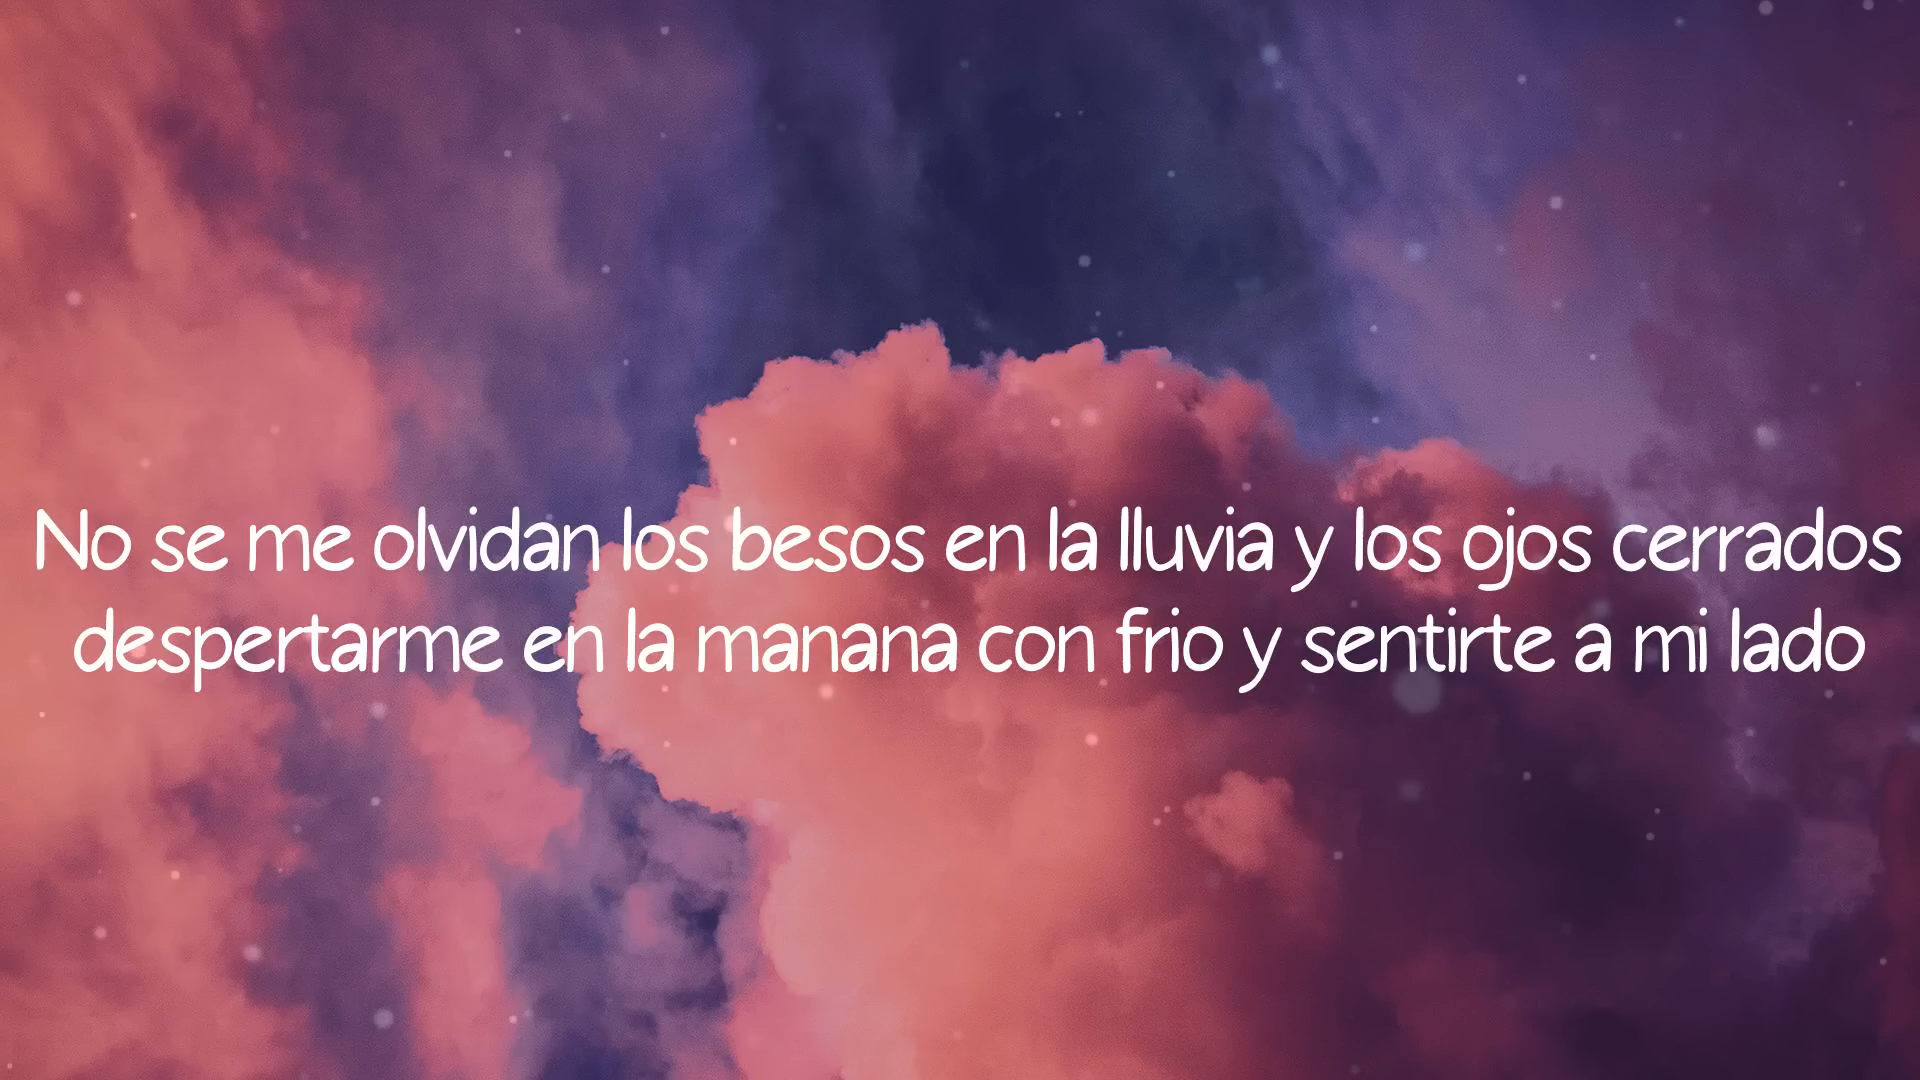 No se me olvidan los besos en la lluvia y los ojos cerrados
despertarme en la manana con frio y sentirte a mi lado